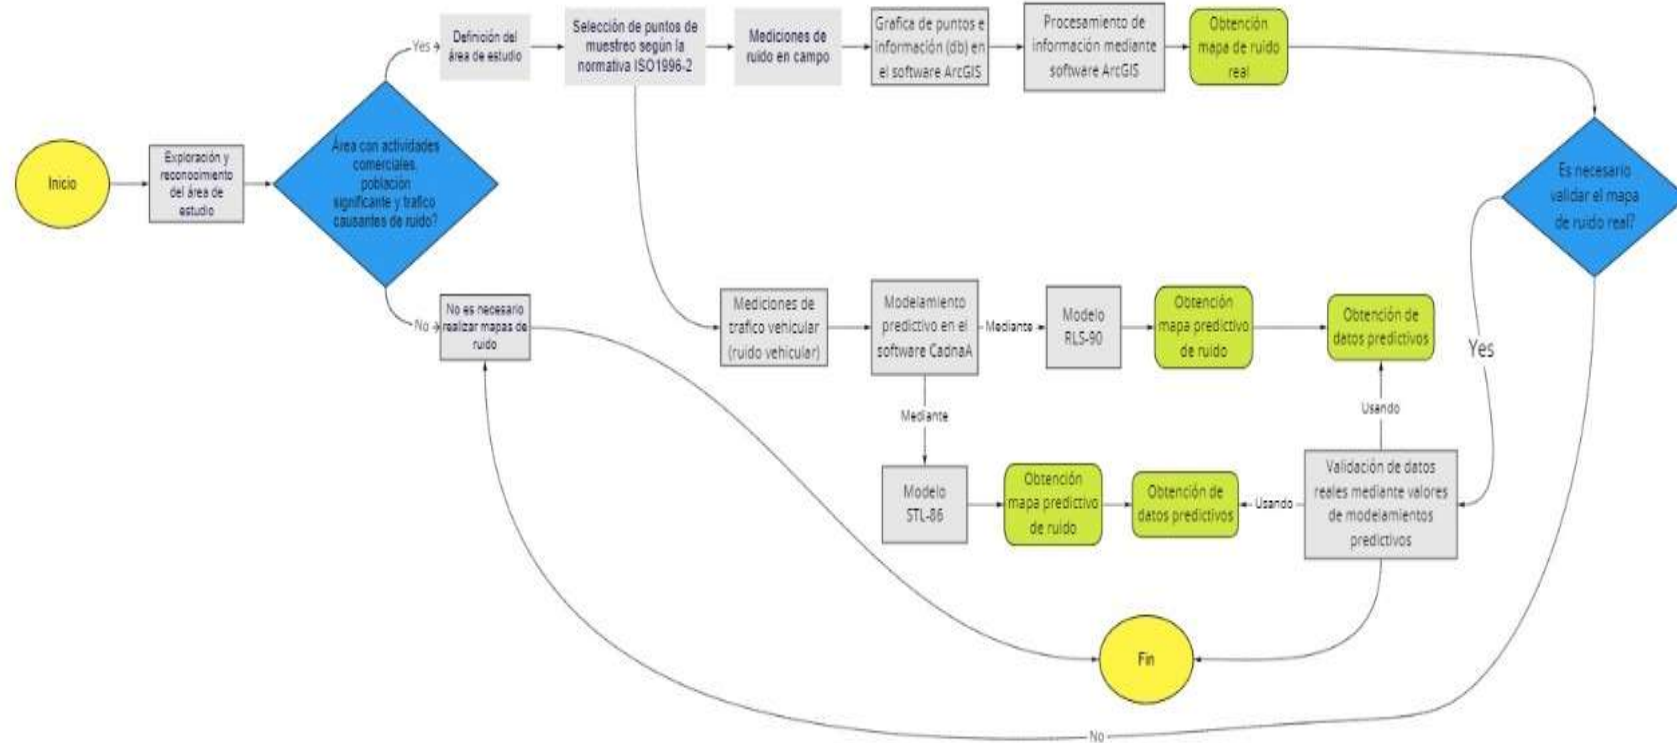 Inicio
Exploración y
reconocimiento
del área de
estudio
Área con actividades
comerciales,
población
significante y trafico
causantes de ruido?
Yes
Definición del
área de estudio
Selección de puntos de
muestreo según la
normativa ISO1996-2
Mediciones de
ruido en campo
Grafica de puntos e
información (db) en
el software ArcGIS
Procesamiento de
información mediante
software ArcGIS
Obtención
mapa de ruido
real
Es necesario
validar el mapa
de ruido real?
No
No es necesario
realizar mapas de
ruido
Mediciones de
trafico vehicular
(ruido vehicular)
Modelamiento
predictivo en el
software CadnaA
Mediante
Modelo
RLS-90
Obtención
mapa predictivo
de ruido
Obtención de
datos predictivos
Yes
Mediante
Usando
Modelo
STL-86
Obtención
mapa predictivo
de ruido
Obtención de
datos predictivos
Usando
Validación de datos
reales mediante valores
de modelamientos
predictivos
Fin
No